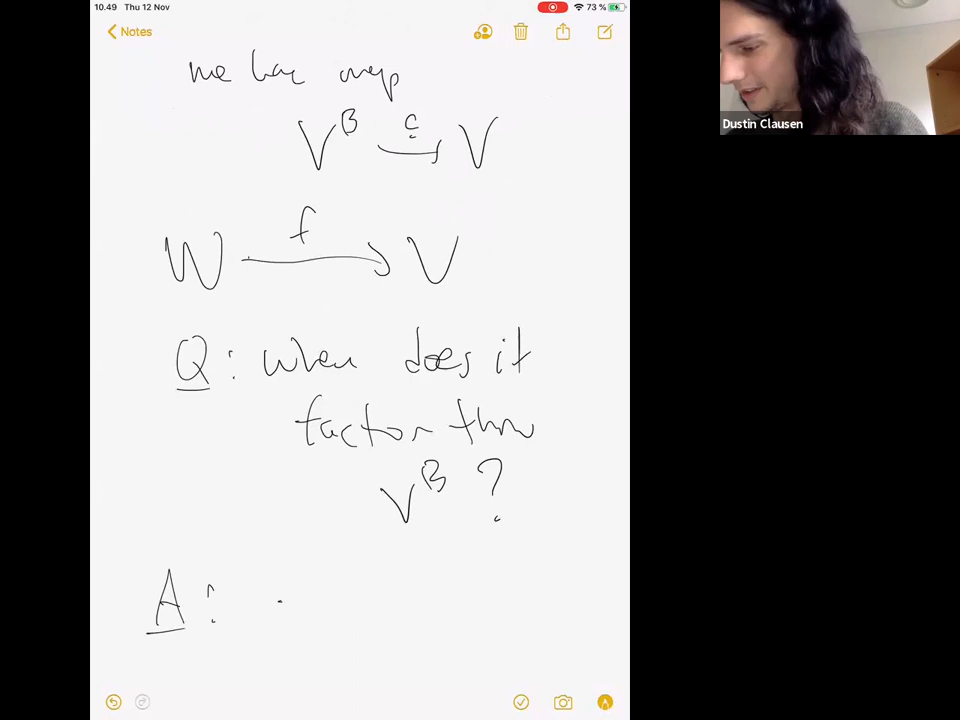 10.49 Thu 12 Nov 73 %
Notes
Dustin Clausen
we have map
V^B → V
c
f
W → V
Q: when does it
factor thru
V^B ?
A: